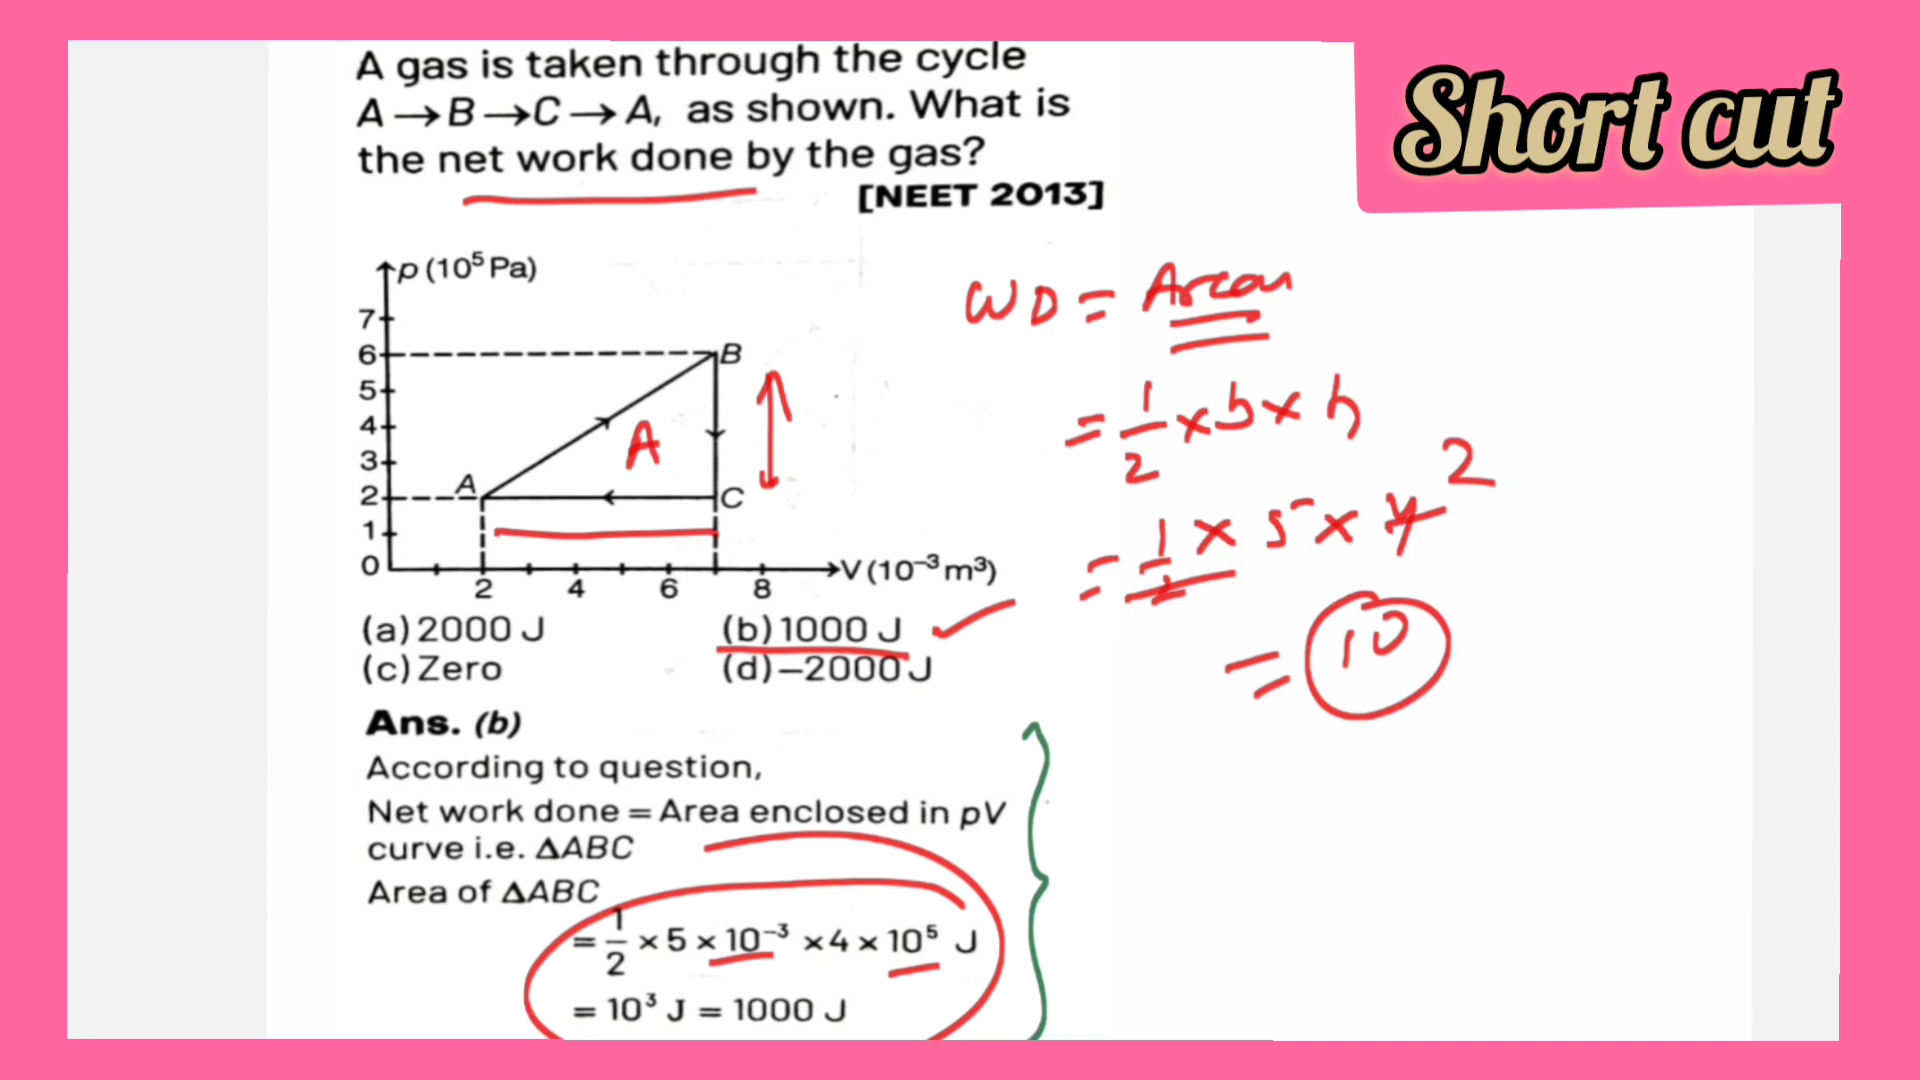 A gas is taken through the cycle
A→B→C→A, as shown. What is
the net work done by the gas?
[NEET 2013]
Short cut
p (10⁵ Pa)
7
6
5
4
3
2
1
0
A
B
C
A
2
4
6
8
V (10⁻³ m³)
WD = Area
= 1/2 × b × h
= 1/2 × 5 × 4 2
= 10
(a) 2000 J (b) 1000 J
(c) Zero (d) –2000 J
Ans. (b)
According to question,
Net work done = Area enclosed in pV
curve i.e. ΔABC
Area of ΔABC
= 1/2 × 5 × 10⁻³ × 4 × 10⁵ J
= 10³ J = 1000 J